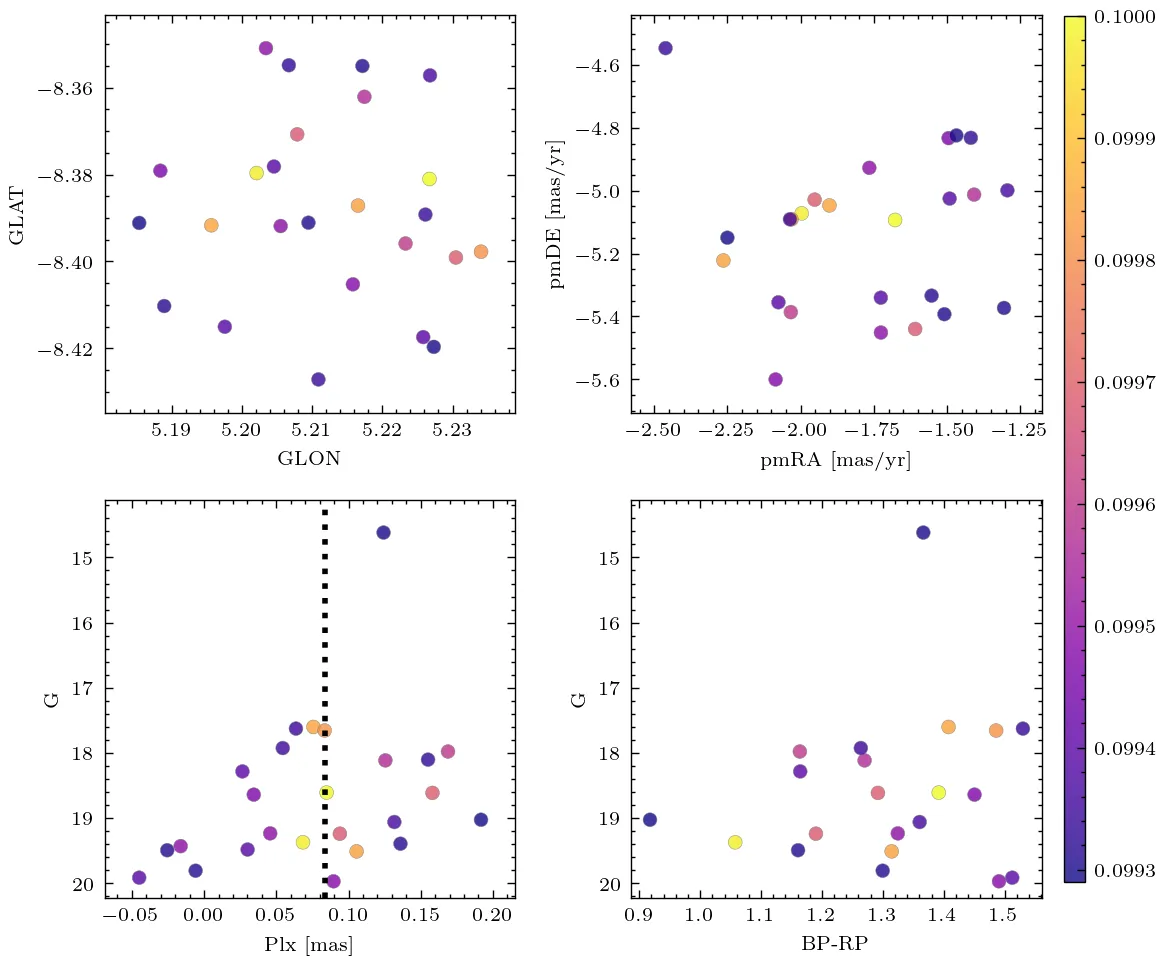 −8.36
−8.38
−8.40
−8.42
GLAT
5.19 5.20 5.21 5.22 5.23
GLON
−4.6
−4.8
−5.0
−5.2
−5.4
−5.6
pmDE [mas/yr]
−2.50 −2.25 −2.00 −1.75 −1.50 −1.25
pmRA [mas/yr]
15
16
17
18
19
20
G
−0.05 0.00 0.05 0.10 0.15 0.20
Plx [mas]
15
16
17
18
19
20
G
0.9 1.0 1.1 1.2 1.3 1.4 1.5
BP-RP
0.1000
0.0999
0.0998
0.0997
0.0996
0.0995
0.0994
0.0993